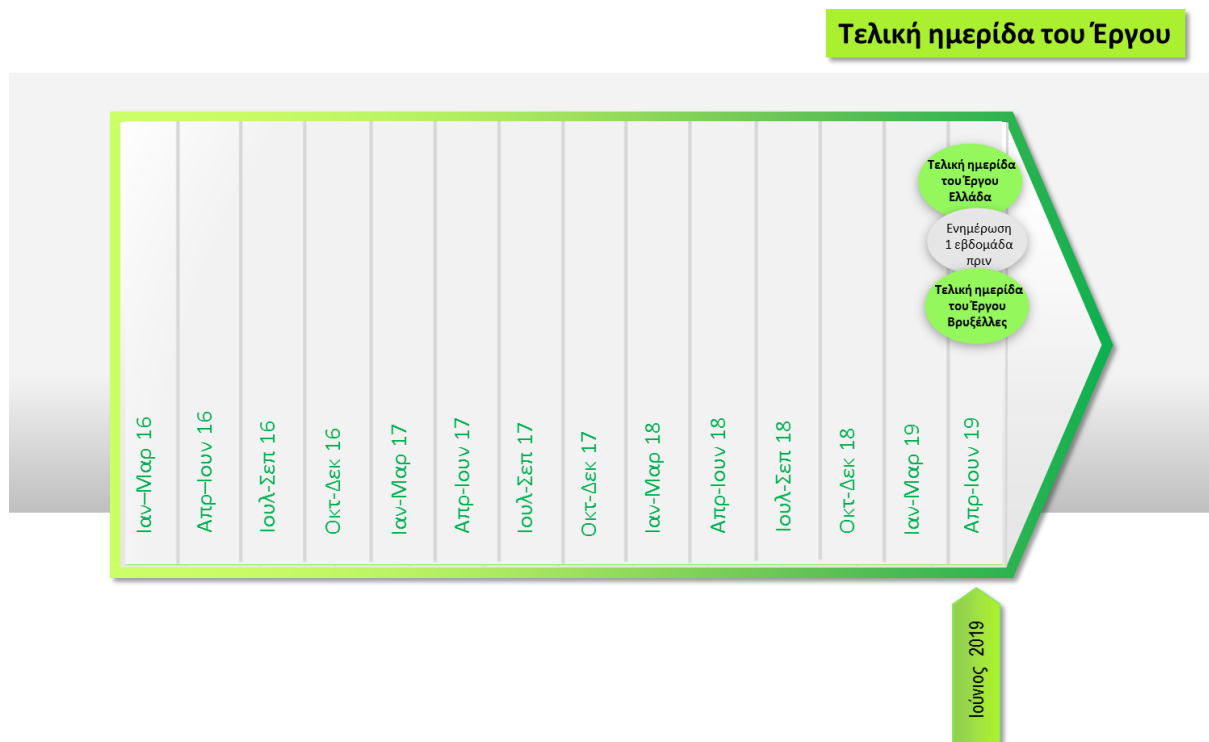 Τελική ημερίδα του Έργου
Τελική ημερίδα
του Έργου
Ελλάδα
Ενημέρωση
1 εβδομάδα
πριν
Τελική ημερίδα
του Έργου
Βρυξέλλες
Ιαν–Μαρ 16
Απρ–Ιουν 16
Ιουλ-Σεπ 16
Οκτ-Δεκ 16
Ιαν-Μαρ 17
Απρ-Ιουν 17
Ιουλ-Σεπ 17
Οκτ-Δεκ 17
Ιαν-Μαρ 18
Απρ-Ιουν 18
Ιουλ-Σεπ 18
Οκτ-Δεκ 18
Ιαν-Μαρ 19
Απρ-Ιουν 19
Ιούνιος 2019